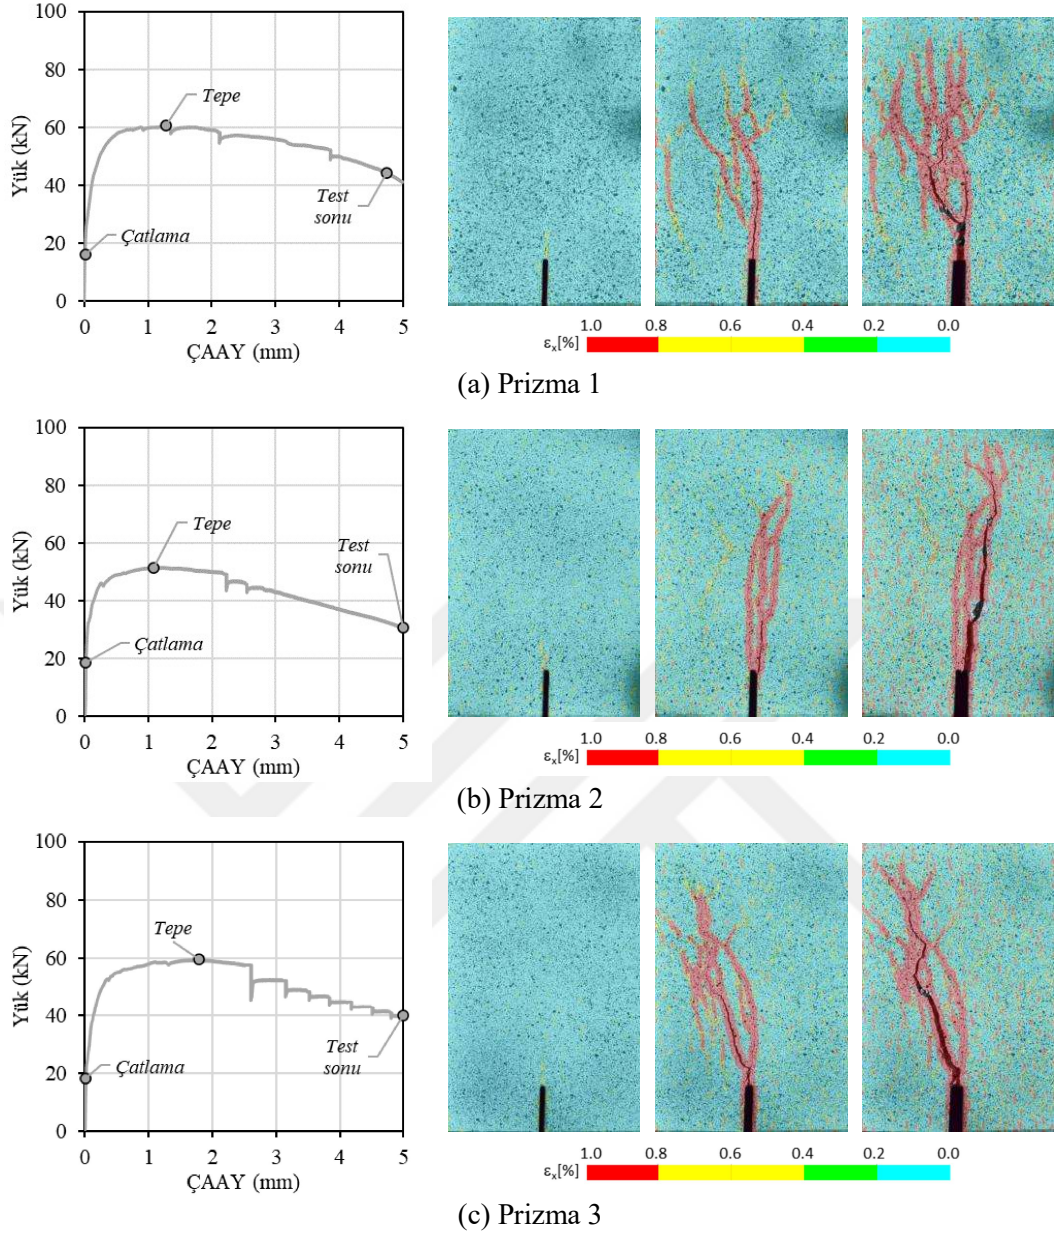 100
80
60
40
20
0
Yük (kN)
Tepe
Çatlama
Test
sonu
0 1 2 3 4 5
ÇAAY (mm)
1.0 0.8 0.6 0.4 0.2 0.0
εx[%]
(a) Prizma 1
100
80
60
40
20
0
Yük (kN)
Tepe
Test
sonu
Çatlama
0 1 2 3 4 5
ÇAAY (mm)
1.0 0.8 0.6 0.4 0.2 0.0
εx[%]
(b) Prizma 2
100
80
60
40
20
0
Yük (kN)
Tepe
Çatlama
Test
sonu
0 1 2 3 4 5
ÇAAY (mm)
1.0 0.8 0.6 0.4 0.2 0.0
εx[%]
(c) Prizma 3